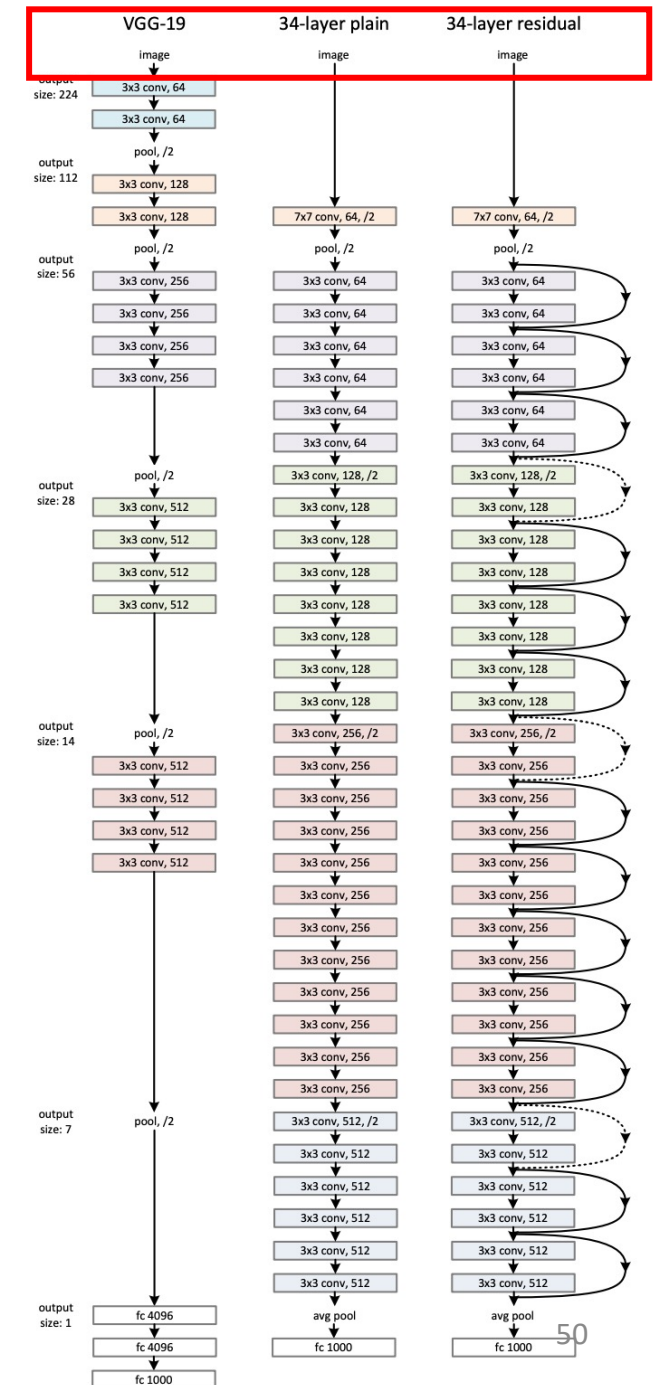 output
size: 224
output
size: 112
output
size: 56
output
size: 28
output
size: 14
output
size: 7
output
size: 1
VGG-19
image
3x3 conv, 64
3x3 conv, 64
pool, /2
3x3 conv, 128
3x3 conv, 128
pool, /2
3x3 conv, 256
3x3 conv, 256
3x3 conv, 256
3x3 conv, 256
pool, /2
3x3 conv, 512
3x3 conv, 512
3x3 conv, 512
3x3 conv, 512
pool, /2
3x3 conv, 512
3x3 conv, 512
3x3 conv, 512
3x3 conv, 512
pool, /2
fc 4096
fc 4096
fc 1000
34-layer plain
image
7x7 conv, 64, /2
pool, /2
3x3 conv, 64
3x3 conv, 64
3x3 conv, 64
3x3 conv, 64
3x3 conv, 64
3x3 conv, 64
3x3 conv, 128, /2
3x3 conv, 128
3x3 conv, 128
3x3 conv, 128
3x3 conv, 128
3x3 conv, 128
3x3 conv, 128
3x3 conv, 128
3x3 conv, 256, /2
3x3 conv, 256
3x3 conv, 256
3x3 conv, 256
3x3 conv, 256
3x3 conv, 256
3x3 conv, 256
3x3 conv, 256
3x3 conv, 256
3x3 conv, 256
3x3 conv, 256
3x3 conv, 256
3x3 conv, 512, /2
3x3 conv, 512
3x3 conv, 512
3x3 conv, 512
3x3 conv, 512
3x3 conv, 512
avg pool
fc 1000
34-layer residual
image
7x7 conv, 64, /2
pool, /2
3x3 conv, 64
3x3 conv, 64
3x3 conv, 64
3x3 conv, 64
3x3 conv, 64
3x3 conv, 64
3x3 conv, 128, /2
3x3 conv, 128
3x3 conv, 128
3x3 conv, 128
3x3 conv, 128
3x3 conv, 128
3x3 conv, 128
3x3 conv, 128
3x3 conv, 256, /2
3x3 conv, 256
3x3 conv, 256
3x3 conv, 256
3x3 conv, 256
3x3 conv, 256
3x3 conv, 256
3x3 conv, 256
3x3 conv, 256
3x3 conv, 256
3x3 conv, 256
3x3 conv, 256
3x3 conv, 512, /2
3x3 conv, 512
3x3 conv, 512
3x3 conv, 512
3x3 conv, 512
3x3 conv, 512
avg pool
fc 1000
50